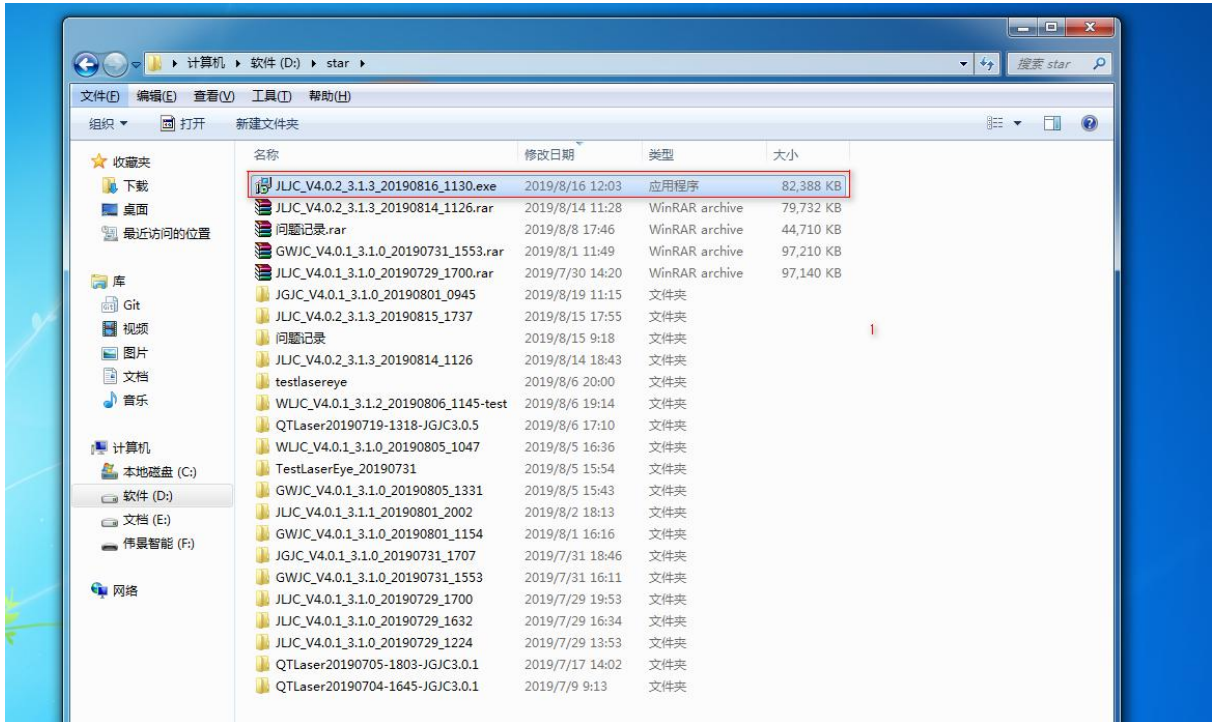 计算机 软件 (D:) star 搜索 star
文件(F) 编辑(E) 查看(V) 工具(T) 帮助(H)
组织 打开 新建文件夹
收藏夹
下载
桌面
最近访问的位置
库
Git
视频
图片
文档
音乐
计算机
本地磁盘 (C:)
软件 (D:)
文档 (E:)
伟景智能 (F:)
网络
名称 修改日期 类型 大小
JLJC_V4.0.2_3.1.3_20190816_1130.exe 2019/8/16 12:03 应用程序 82,388 KB
JLJC_V4.0.2_3.1.3_20190814_1126.rar 2019/8/14 11:28 WinRAR archive 79,732 KB
问题记录.rar 2019/8/8 17:46 WinRAR archive 44,710 KB
GWJC_V4.0.1_3.1.0_20190731_1553.rar 2019/8/1 11:49 WinRAR archive 97,210 KB
JLJC_V4.0.1_3.1.0_20190729_1700.rar 2019/7/30 14:20 WinRAR archive 97,140 KB
JGJC_V4.0.1_3.1.0_20190801_0945 2019/8/19 11:15 文件夹
JLJC_V4.0.2_3.1.3_20190815_1737 2019/8/15 17:55 文件夹
问题记录 2019/8/15 9:18 文件夹
1
JLJC_V4.0.2_3.1.3_20190814_1126 2019/8/14 18:43 文件夹
testlasereye 2019/8/6 20:00 文件夹
WLJC_V4.0.1_3.1.2_20190806_1145-test 2019/8/6 19:14 文件夹
QTLaser20190719-1318-JGJC3.0.5 2019/8/6 17:10 文件夹
WLJC_V4.0.1_3.1.0_20190805_1047 2019/8/5 16:36 文件夹
TestLaserEye_20190731 2019/8/5 15:54 文件夹
GWJC_V4.0.1_3.1.0_20190805_1331 2019/8/5 15:43 文件夹
JLJC_V4.0.1_3.1.1_20190801_2002 2019/8/2 18:13 文件夹
GWJC_V4.0.1_3.1.0_20190801_1154 2019/8/1 16:16 文件夹
JGJC_V4.0.1_3.1.0_20190731_1707 2019/7/31 18:46 文件夹
GWJC_V4.0.1_3.1.0_20190731_1553 2019/7/31 16:11 文件夹
JLJC_V4.0.1_3.1.0_20190729_1700 2019/7/29 19:53 文件夹
JLJC_V4.0.1_3.1.0_20190729_1632 2019/7/29 16:34 文件夹
JLJC_V4.0.1_3.1.0_20190729_1224 2019/7/29 13:53 文件夹
QTLaser20190705-1803-JGJC3.0.1 2019/7/17 14:02 文件夹
QTLaser20190704-1645-JGJC3.0.1 2019/7/9 9:13 文件夹